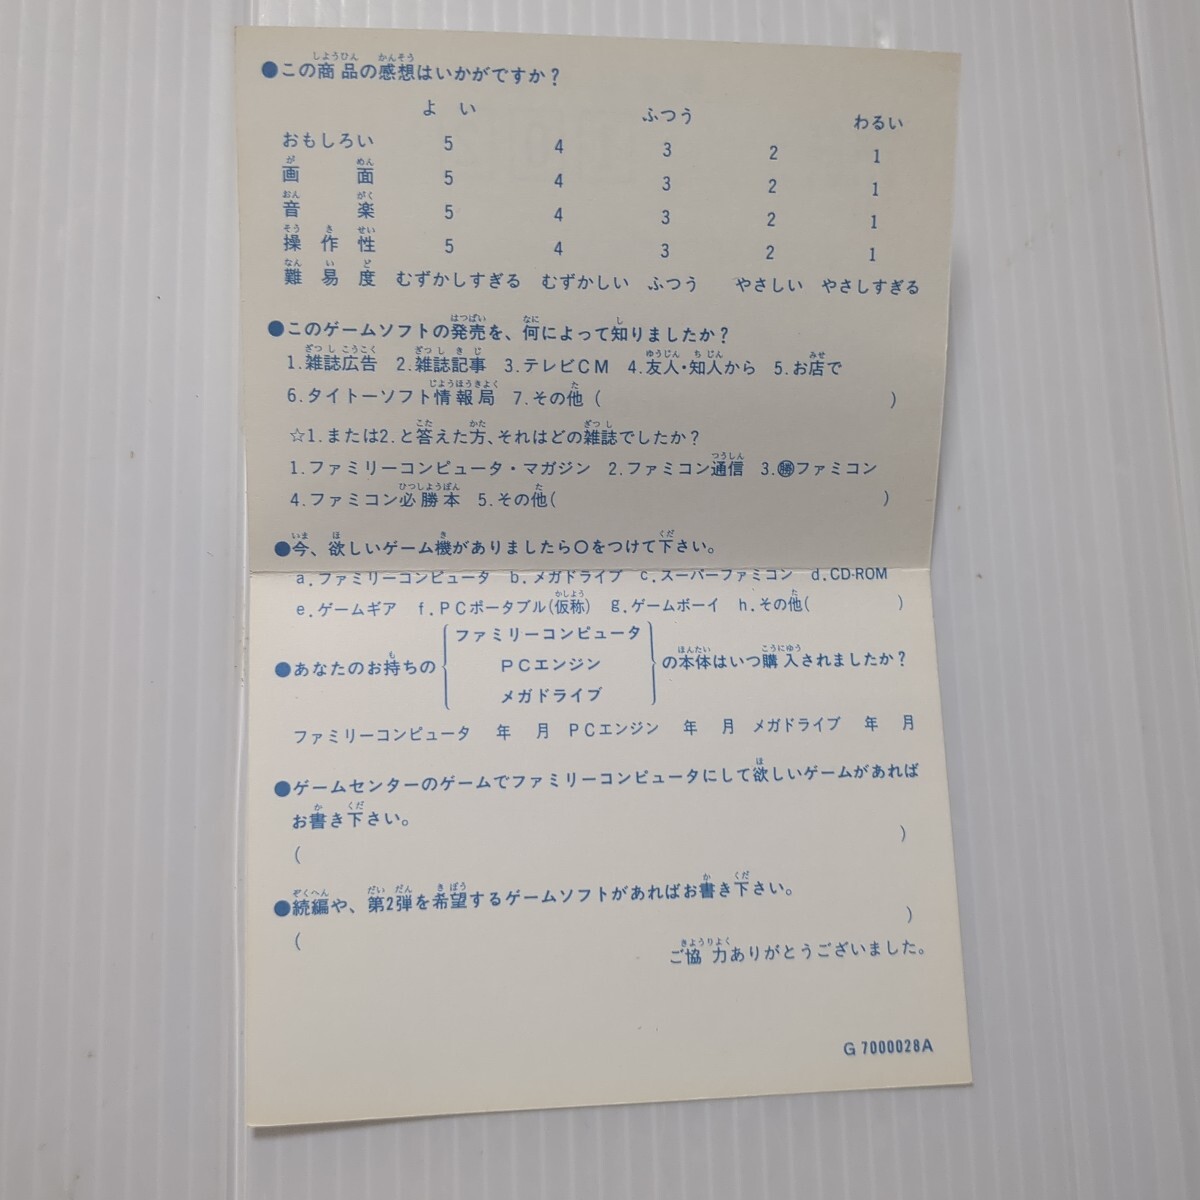 ●この商品の感想はいかがですか？
よい ふつう わるい
おもしろい 5 4 3 2 1
画面 5 4 3 2 1
音楽 5 4 3 2 1
操作性 5 4 3 2 1
難易度 むずかしすぎる むずかしい ふつう やさしい やさしすぎる
●このゲームソフトの発売を、何によって知りましたか？
1.雑誌広告 2.雑誌記事 3.テレビCM 4.友人・知人から 5.お店で
6.タイトーソフト情報局 7.その他( )
☆1.または2.と答えた方、それはどの雑誌でしたか？
1.ファミリーコンピュータ・マガジン 2.ファミコン通信 3.㊙ファミコン
4.ファミコン必勝本 5.その他( )
●今、欲しいゲーム機がありましたら○をつけて下さい。
a.ファミリーコンピュータ b.メガドライブ c.スーパーファミコン d.CD-ROM
e.ゲームギア f.PCポータブル(仮称) g.ゲームボーイ h.その他( )
●あなたのお持ちの{ファミリーコンピュータ PCエンジン メガドライブ}の本体はいつ購入されましたか？
ファミリーコンピュータ 年 月 PCエンジン 年 月 メガドライブ 年 月
●ゲームセンターのゲームでファミリーコンピュータにして欲しいゲームがあれば
お書き下さい。
( )
●続編や、第2弾を希望するゲームソフトがあればお書き下さい。
( )
ご協力ありがとうございました。
G 7000028A